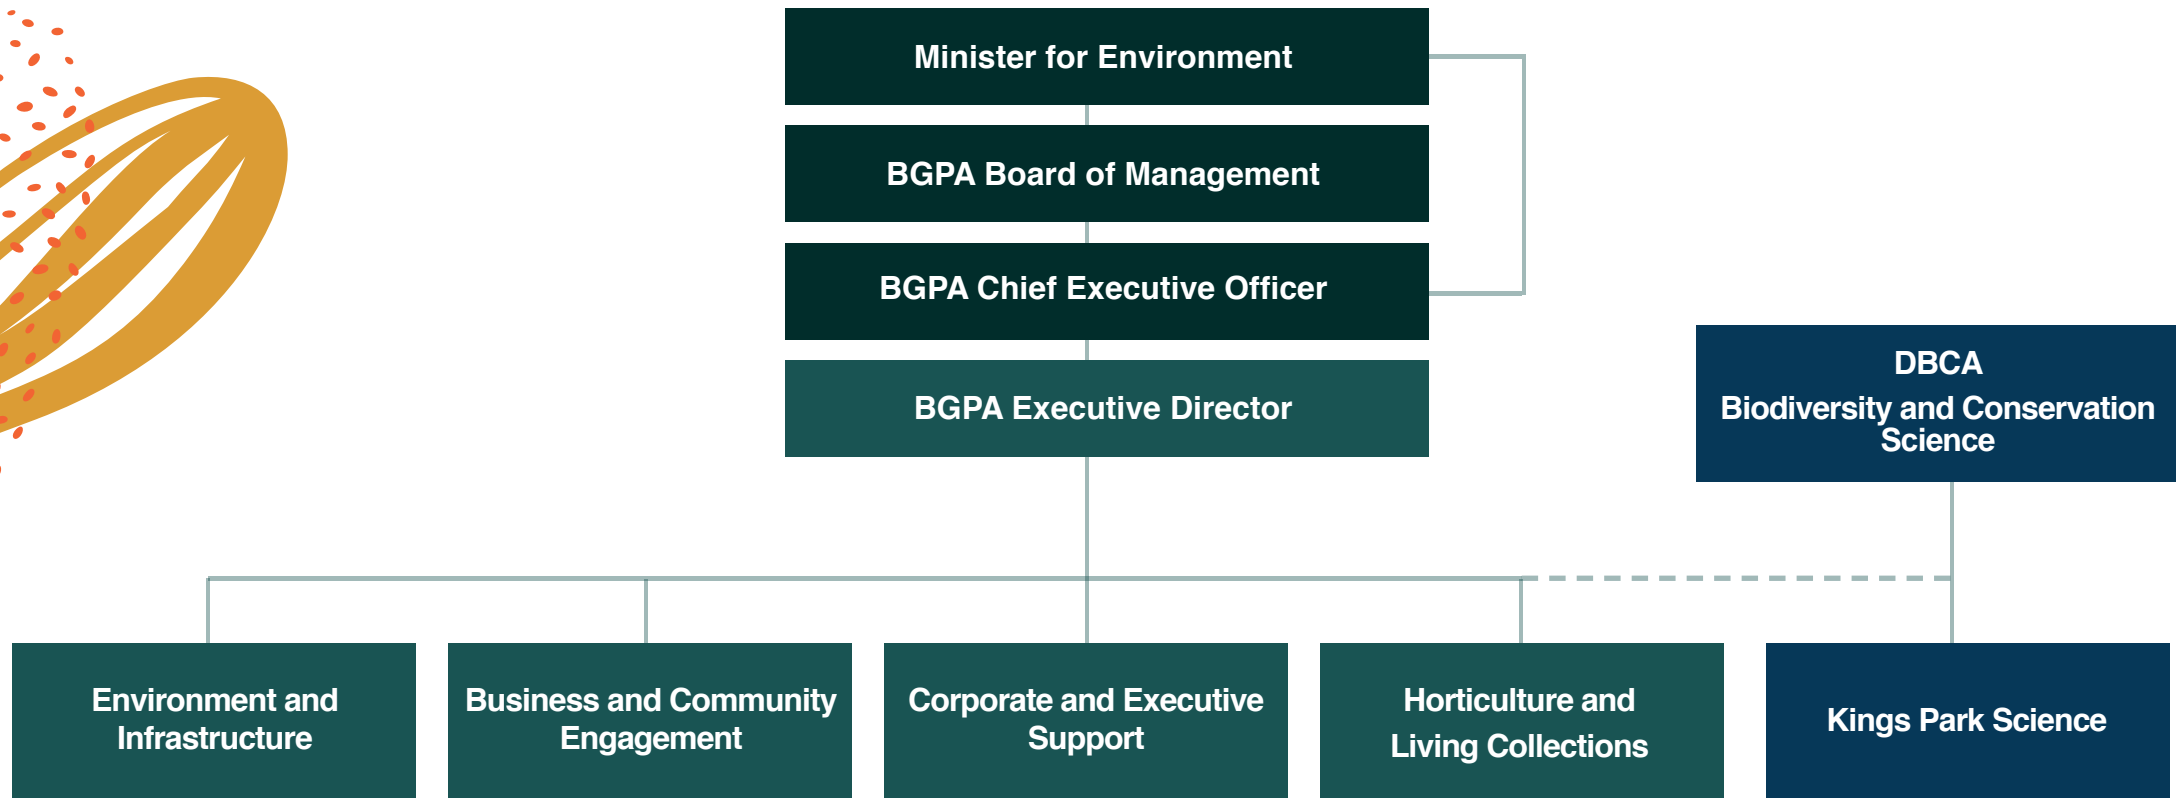 Minister for Environment
BGPA Board of Management
BGPA Chief Executive Officer
BGPA Executive Director
DBCA
Biodiversity and Conservation
Science
Environment and
Infrastructure
Business and Community
Engagement
Corporate and Executive
Support
Horticulture and
Living Collections
Kings Park Science